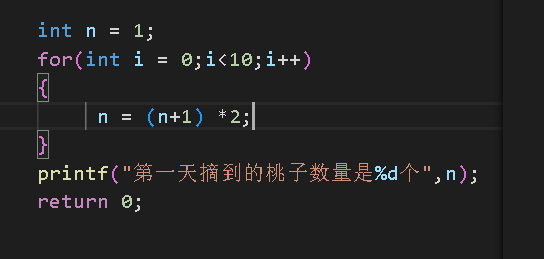 int n = 1;
for(int i = 0;i<10;i++)
{
n = (n+1) *2;
}
printf("第一天摘到的桃子数量是%d个",n);
return 0;